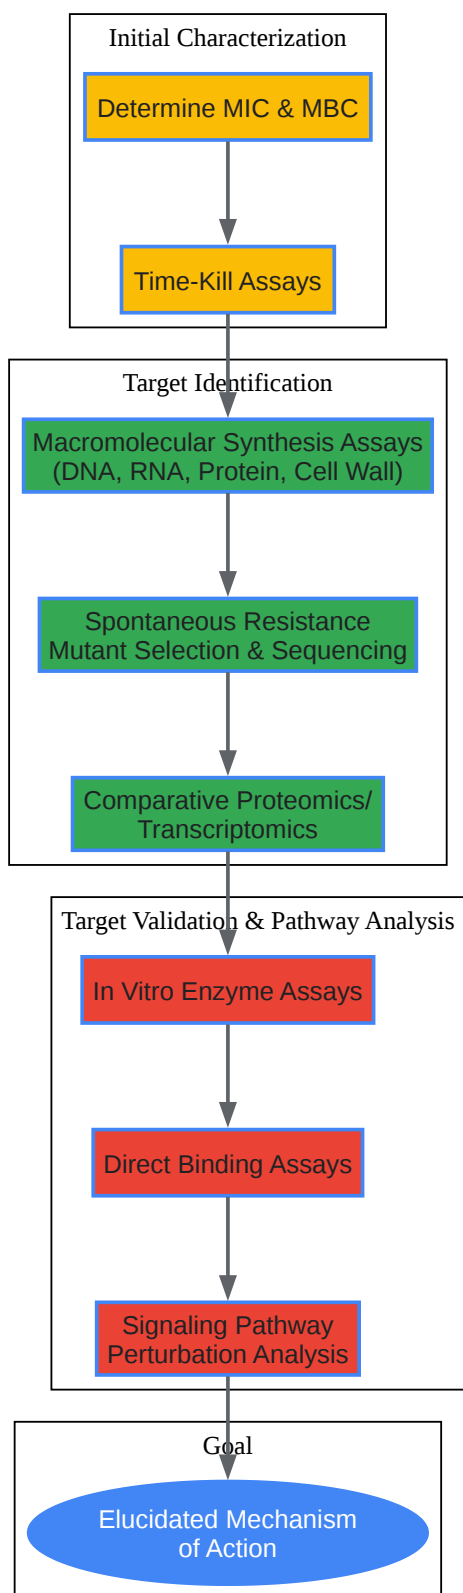 Initial Characterization
Determine MIC & MBC
Time-Kill Assays
Target Identification
Macromolecular Synthesis Assays
(DNA, RNA, Protein, Cell Wall)
Spontaneous Resistance
Mutant Selection & Sequencing
Comparative Proteomics/
Transcriptomics
Target Validation & Pathway Analysis
In Vitro Enzyme Assays
Direct Binding Assays
Signaling Pathway
Perturbation Analysis
Goal
Elucidated Mechanism
of Action